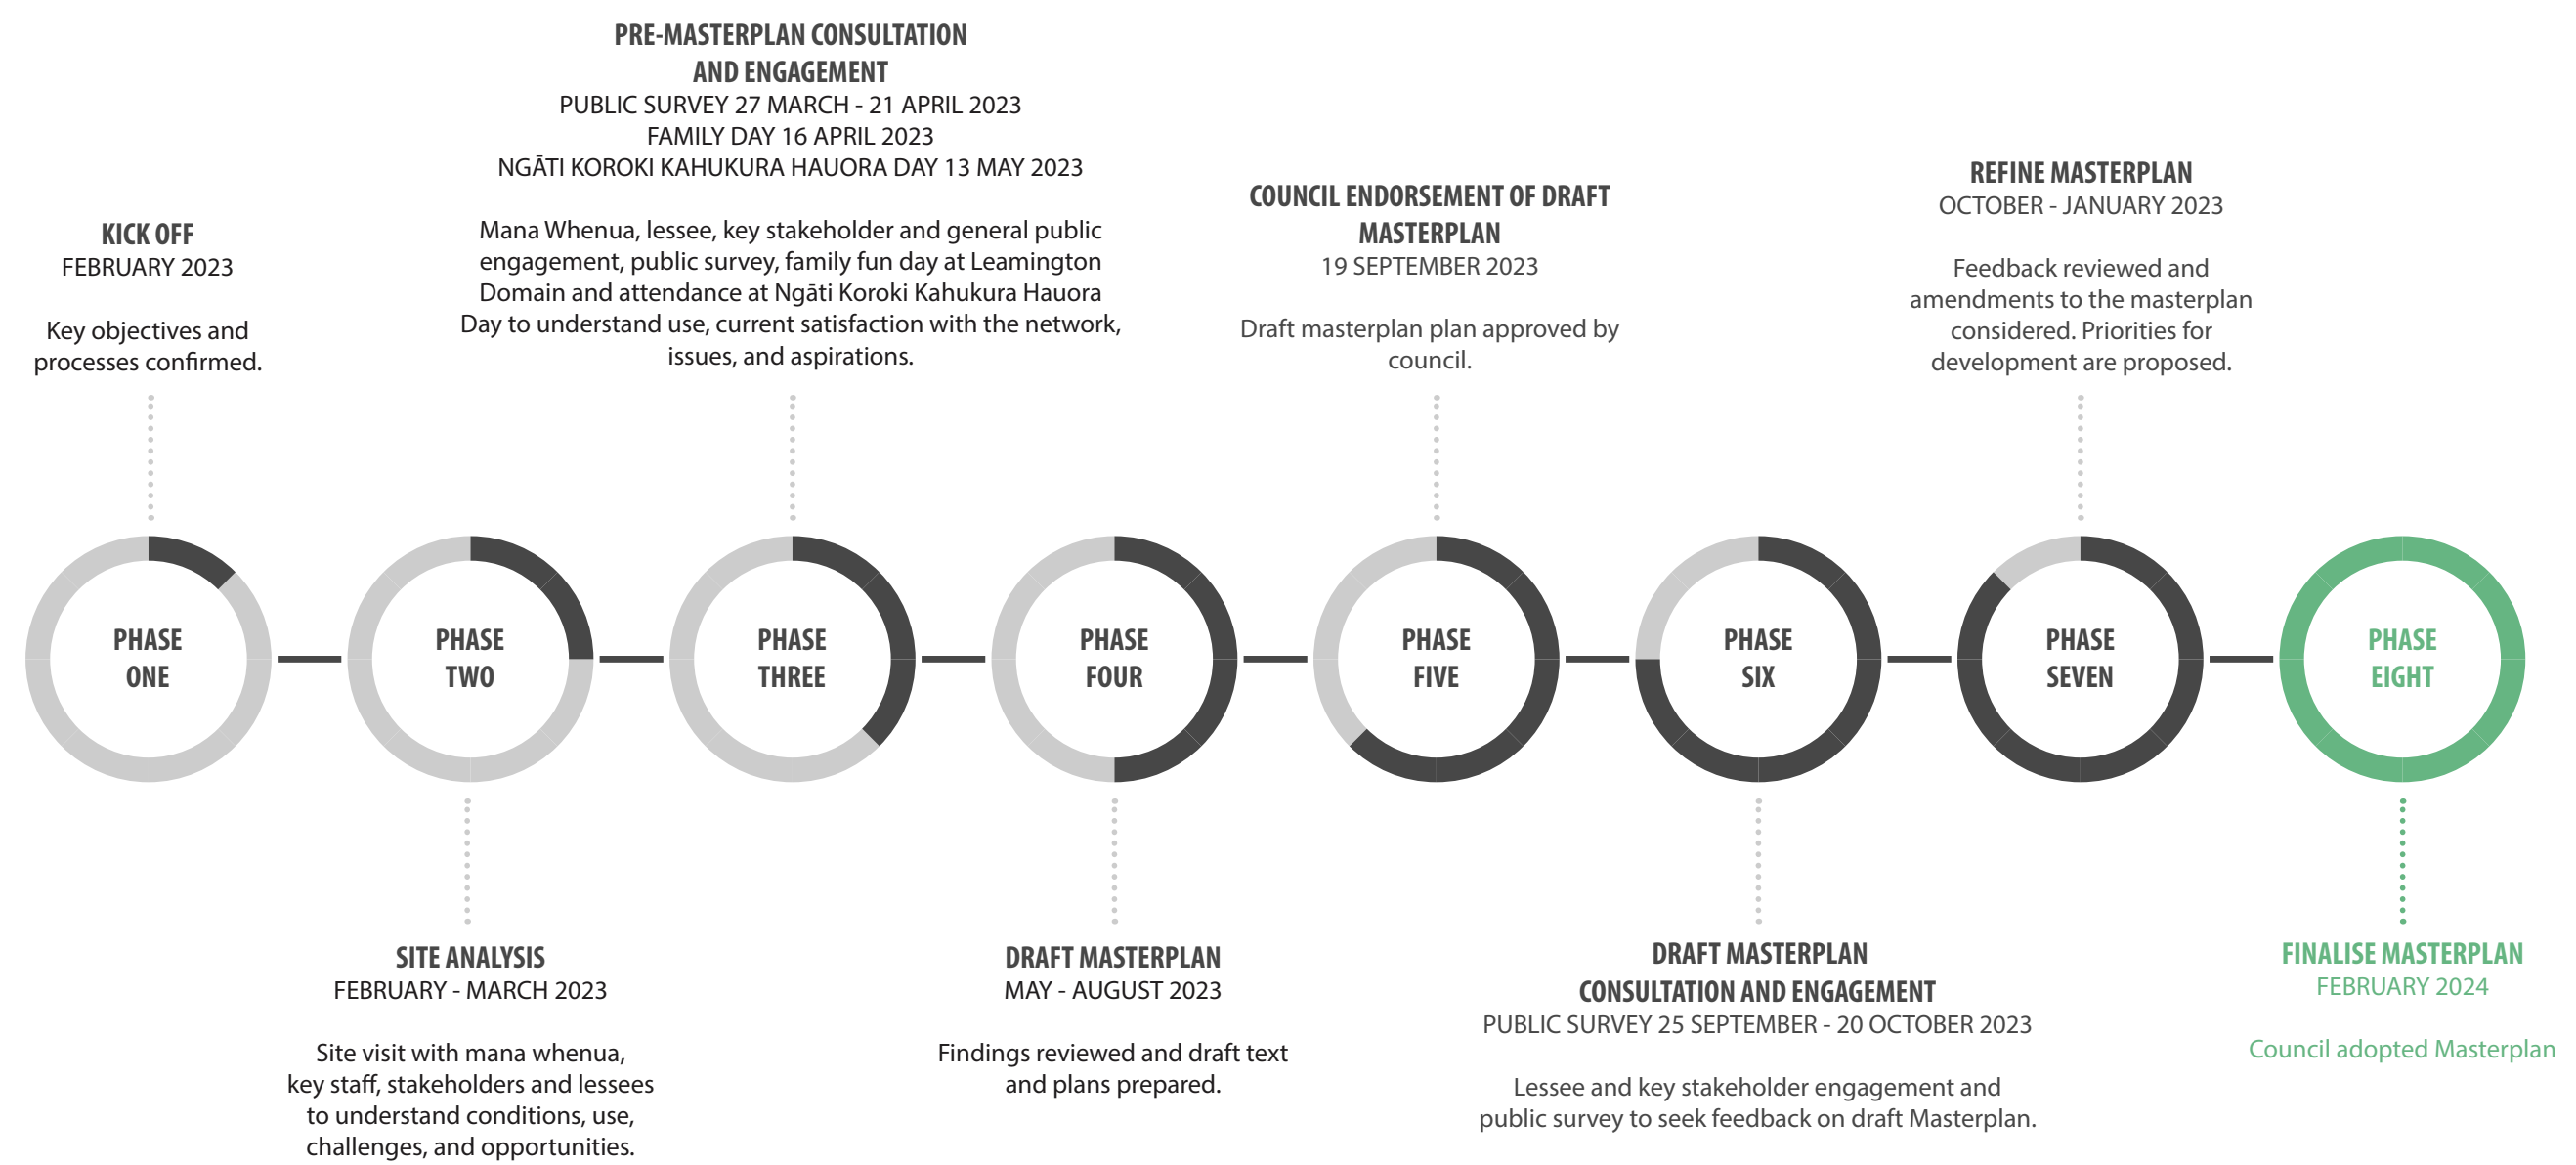 KICK OFF
FEBRUARY 2023
Key objectives and
processes confirmed.
PRE-MASTERPLAN CONSULTATION
AND ENGAGEMENT
PUBLIC SURVEY 27 MARCH - 21 APRIL 2023
FAMILY DAY 16 APRIL 2023
NGĀTI KOROKI KAHUKURA HAUORA DAY 13 MAY 2023
Mana Whenua, lessee, key stakeholder and general public
engagement, public survey, family fun day at Leamington
Domain and attendance at Ngāti Koroki Kahukura Hauora
Day to understand use, current satisfaction with the network,
issues, and aspirations.
COUNCIL ENDORSEMENT OF DRAFT
MASTERPLAN
19 SEPTEMBER 2023
Draft masterplan plan approved by
council.
REFINE MASTERPLAN
OCTOBER - JANUARY 2023
Feedback reviewed and
amendments to the masterplan
considered. Priorities for
development are proposed.
PHASE
ONE
PHASE
TWO
PHASE
THREE
PHASE
FOUR
PHASE
FIVE
PHASE
SIX
PHASE
SEVEN
PHASE
EIGHT
SITE ANALYSIS
FEBRUARY - MARCH 2023
Site visit with mana whenua,
key staff, stakeholders and lessees
to understand conditions, use,
challenges, and opportunities.
DRAFT MASTERPLAN
MAY - AUGUST 2023
Findings reviewed and draft text
and plans prepared.
DRAFT MASTERPLAN
CONSULTATION AND ENGAGEMENT
PUBLIC SURVEY 25 SEPTEMBER - 20 OCTOBER 2023
Lessee and key stakeholder engagement and
public survey to seek feedback on draft Masterplan.
FINALISE MASTERPLAN
FEBRUARY 2024
Council adopted Masterplan